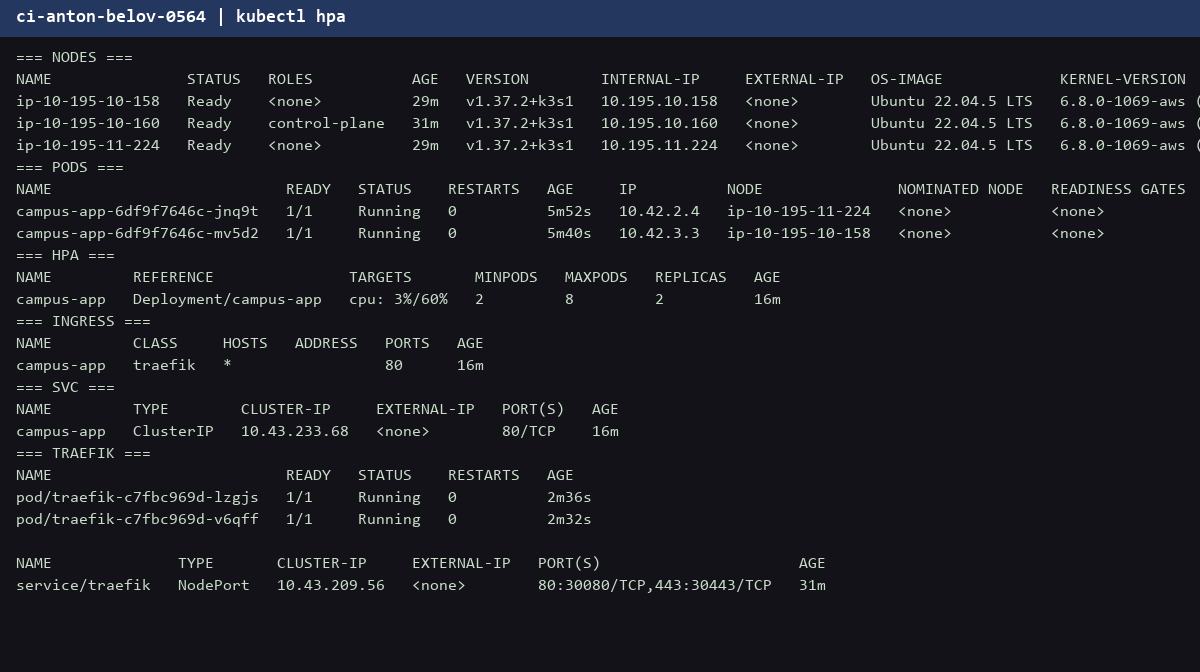 ci-anton-belov-0564 | kubectl hpa
=== NODES ===
NAME               STATUS   ROLES           AGE   VERSION        INTERNAL-IP     EXTERNAL-IP   OS-IMAGE             KERNEL-VERSION
ip-10-195-10-158   Ready    <none>          29m   v1.37.2+k3s1   10.195.10.158   <none>        Ubuntu 22.04.5 LTS   6.8.0-1069-aws (
ip-10-195-10-160   Ready    control-plane   31m   v1.37.2+k3s1   10.195.10.160   <none>        Ubuntu 22.04.5 LTS   6.8.0-1069-aws (
ip-10-195-11-224   Ready    <none>          29m   v1.37.2+k3s1   10.195.11.224   <none>        Ubuntu 22.04.5 LTS   6.8.0-1069-aws (
=== PODS ===
NAME                          READY   STATUS    RESTARTS   AGE     IP          NODE               NOMINATED NODE   READINESS GATES
campus-app-6df9f7646c-jnq9t   1/1     Running   0          5m52s   10.42.2.4   ip-10-195-11-224   <none>           <none>
campus-app-6df9f7646c-mv5d2   1/1     Running   0          5m40s   10.42.3.3   ip-10-195-10-158   <none>           <none>
=== HPA ===
NAME         REFERENCE               TARGETS       MINPODS   MAXPODS   REPLICAS   AGE
campus-app   Deployment/campus-app   cpu: 3%/60%   2         8         2          16m
=== INGRESS ===
NAME         CLASS     HOSTS   ADDRESS   PORTS   AGE
campus-app   traefik   *                 80      16m
=== SVC ===
NAME         TYPE        CLUSTER-IP     EXTERNAL-IP   PORT(S)   AGE
campus-app   ClusterIP   10.43.233.68   <none>        80/TCP    16m
=== TRAEFIK ===
NAME                          READY   STATUS    RESTARTS   AGE
pod/traefik-c7fbc969d-lzgjs   1/1     Running   0          2m36s
pod/traefik-c7fbc969d-v6qff   1/1     Running   0          2m32s
NAME              TYPE       CLUSTER-IP     EXTERNAL-IP   PORT(S)                      AGE
service/traefik   NodePort   10.43.209.56   <none>        80:30080/TCP,443:30443/TCP   31m